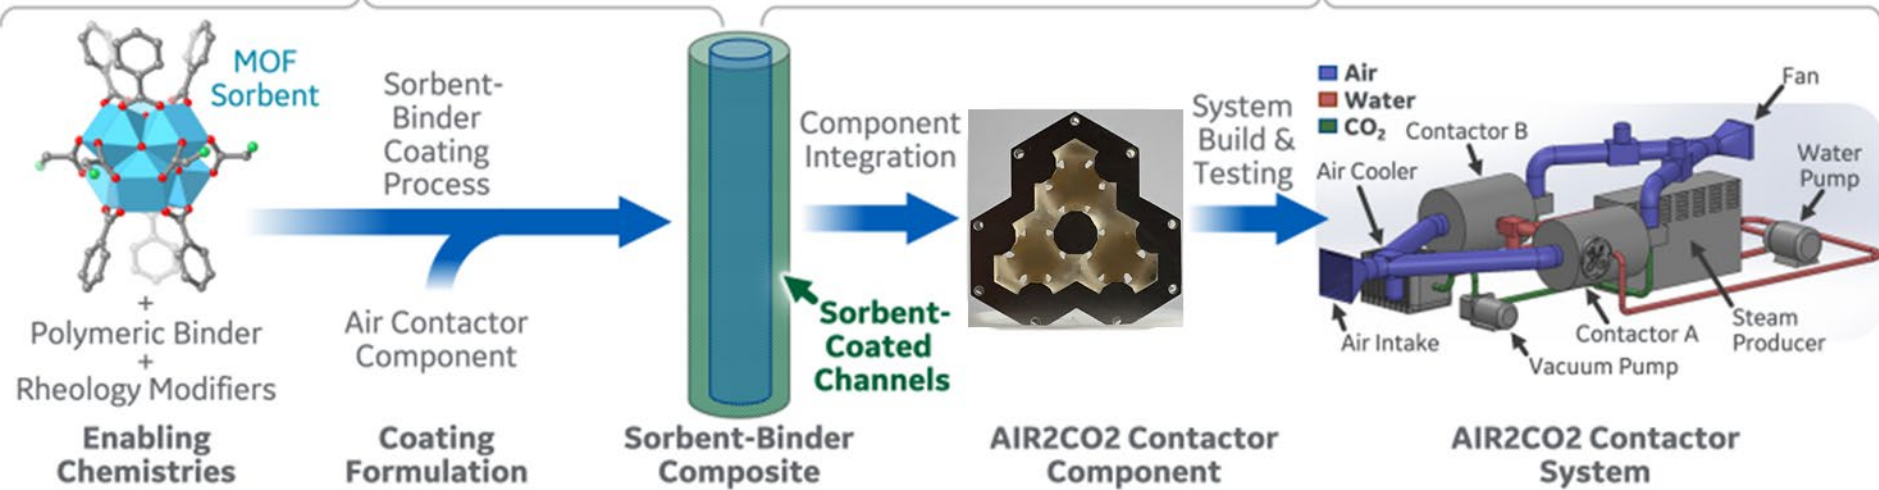 MOF
Sorbent
+
Polymeric Binder
+
Rheology Modifiers
Enabling
Chemistries
Sorbent-
Binder
Coating
Process
Air Contactor
Component
Coating
Formulation
Sorbent-
Coated
Channels
Sorbent-Binder
Composite
Component
Integration
AIR2CO2 Contactor
Component
System
Build &
Testing
Air
Water
CO₂
Contactor B
Fan
Air Cooler
Water
Pump
Air Intake
Vacuum Pump
Contactor A
Steam
Producer
AIR2CO2 Contactor
System